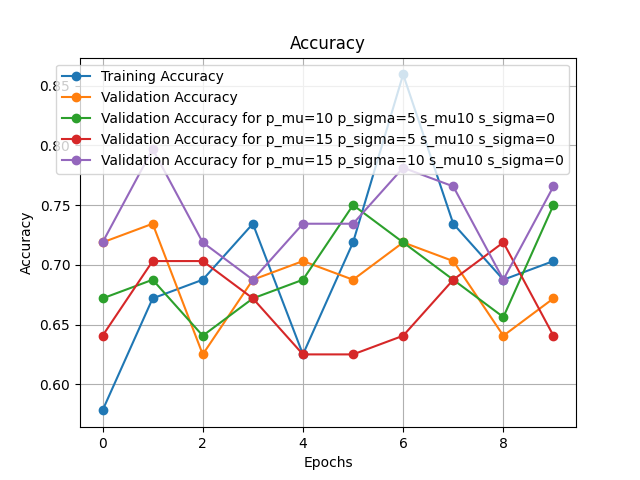 Accuracy
0.85
Training Accuracy
Validation Accuracy
Validation Accuracy for p_mu=10 p_sigma=5 s_mu10 s_sigma=0
0.80
Validation Accuracy for p_mu=15 p_sigma=5 s_mu10 s_sigma=0
Validation Accuracy for p_mu=15 p_sigma=10 s_mu10 s_sigma=0
0.75
Accuracy
0.70
0.65
0.60
0 2 4 6 8
Epochs